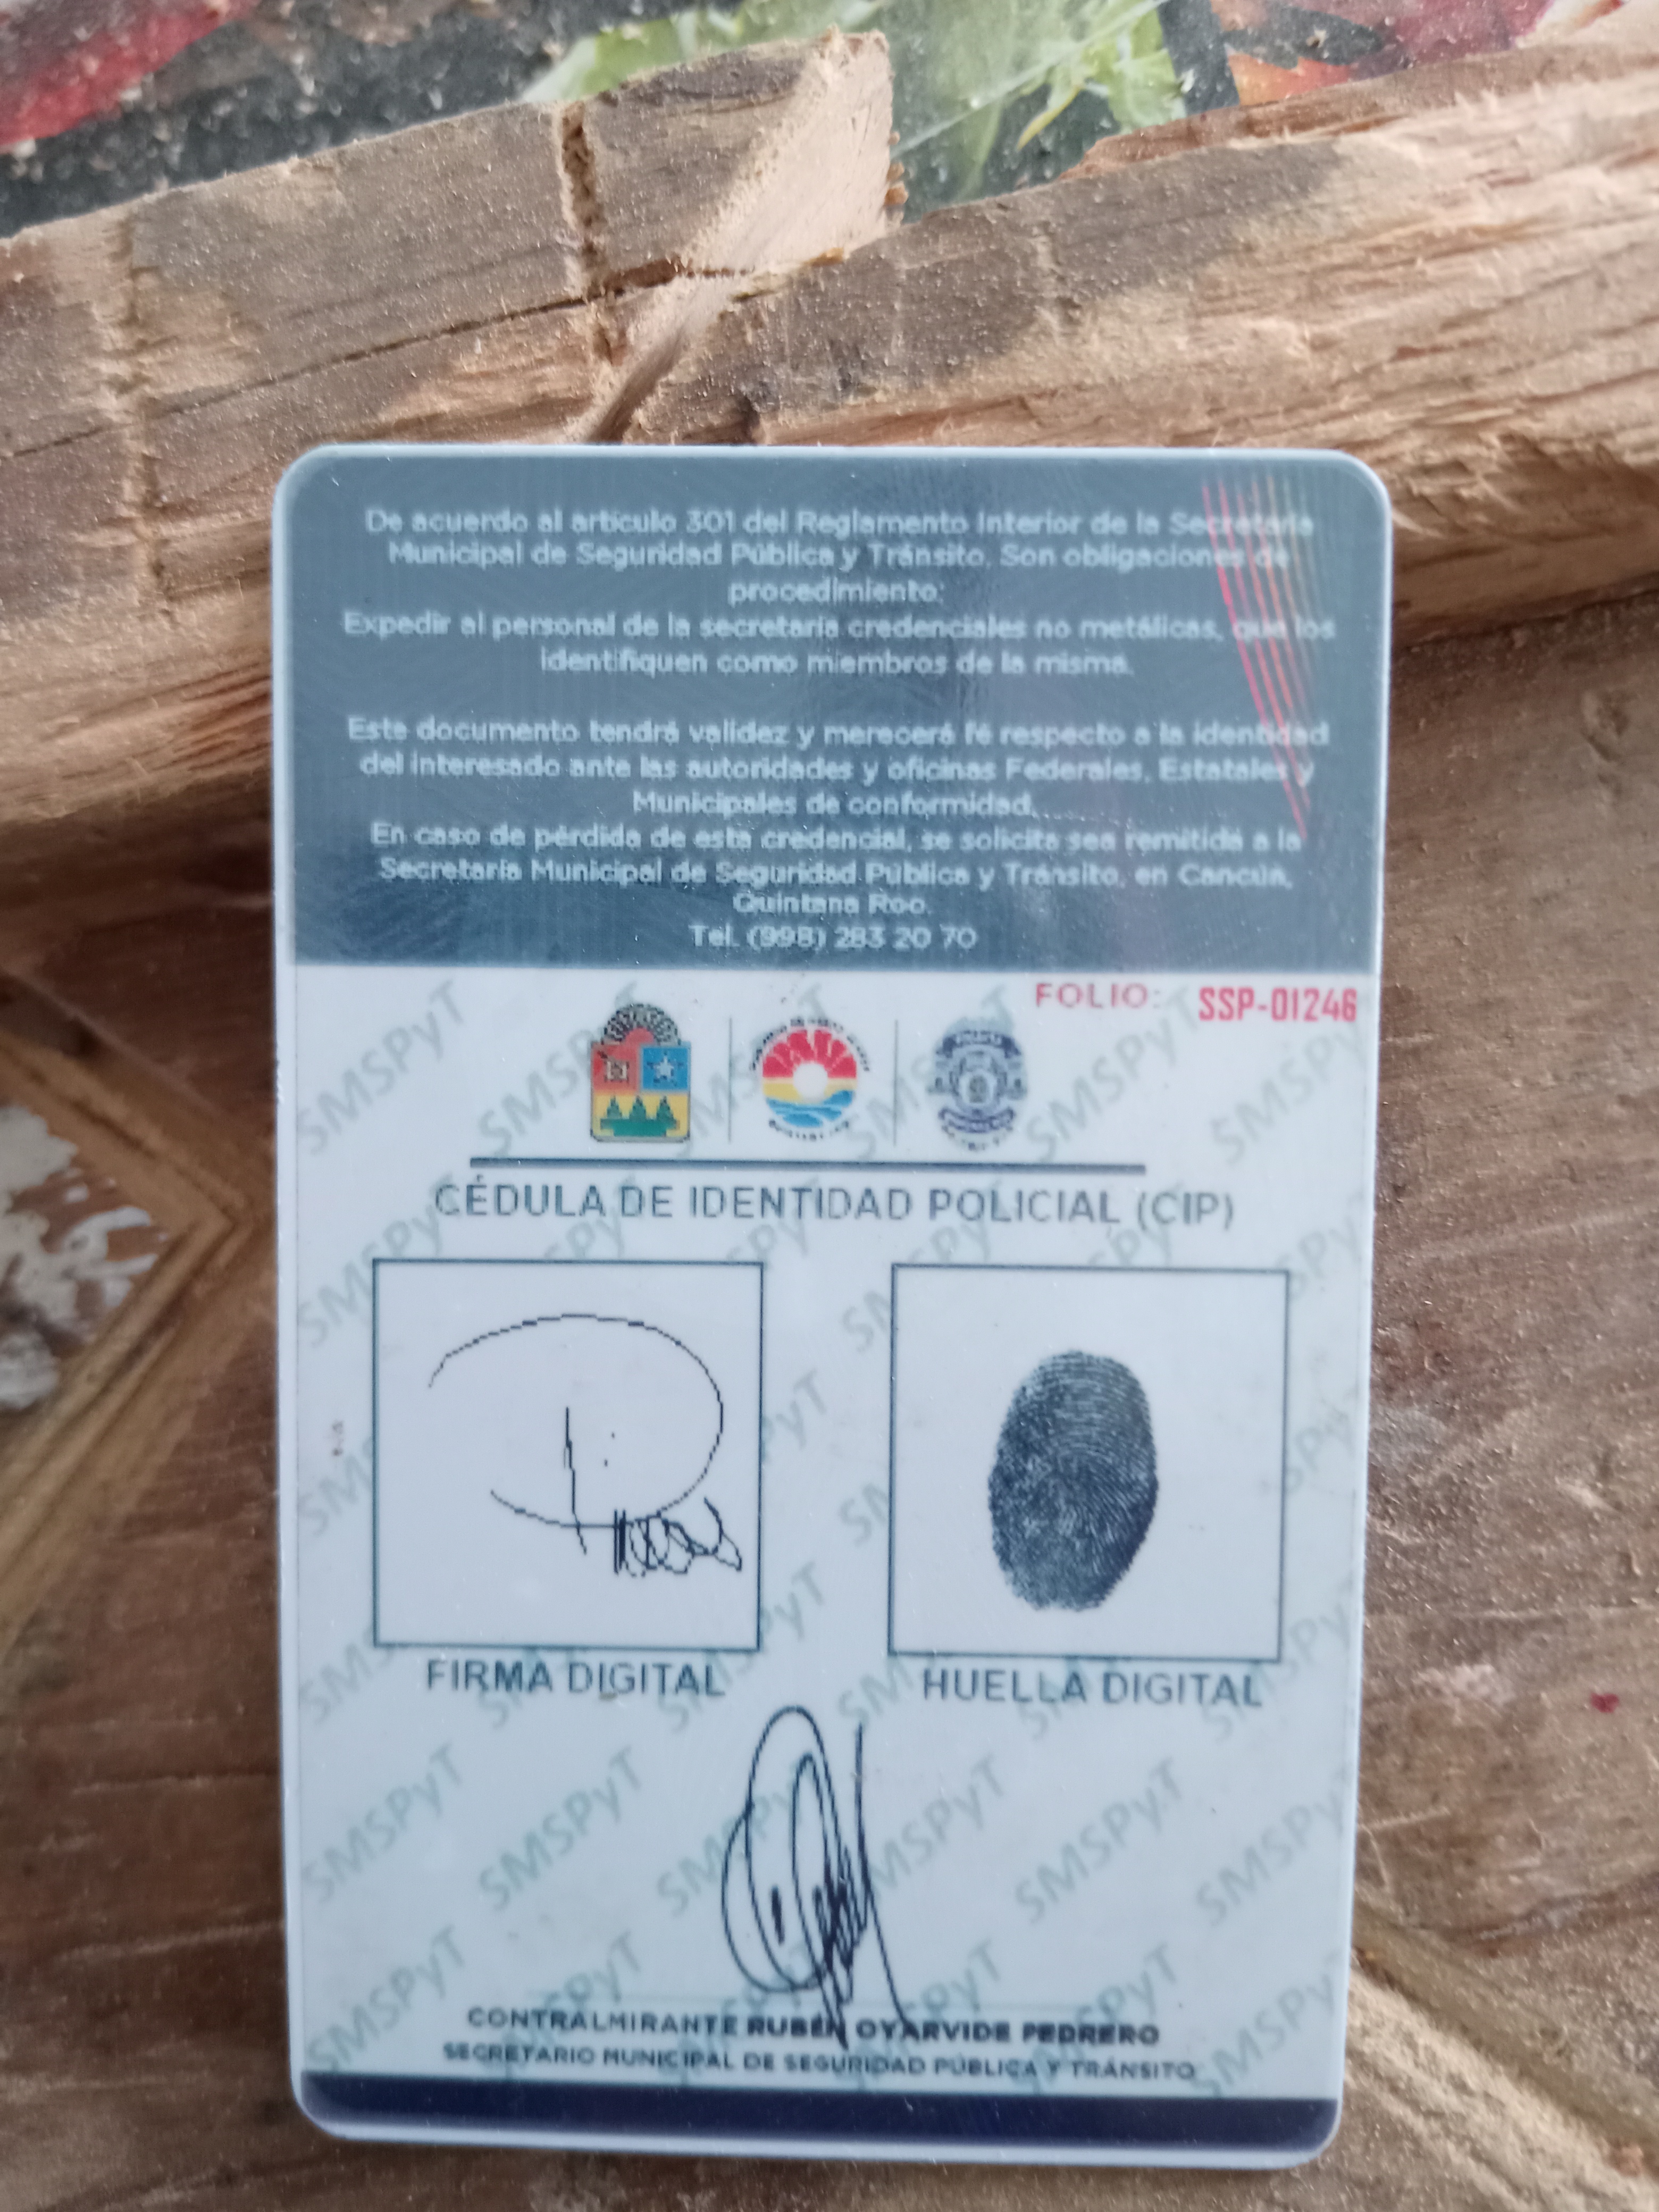 De acuerdo al artículo 301 del Reglamento Interior de la Secretaría
Municipal de Seguridad Pública y Tránsito. Son obligaciones de
procedimiento:
Expedir al personal de la secretaría credenciales no metálicas, que los
identifiquen como miembros de la misma.
Este documento tendrá validez y merecerá fé respecto a la identidad
del interesado ante las autoridades y oficinas Federales, Estatales y
Municipales de conformidad.
En caso de pérdida de esta credencial, se solicita sea remitida a la
Secretaría Municipal de Seguridad Pública y Tránsito, en Cancún,
Quintana Roo.
Tel. (998) 283 20 70
FOLIO: SSP-01246
CÉDULA DE IDENTIDAD POLICIAL (CIP)
FIRMA DIGITAL
HUELLA DIGITAL
CONTRALMIRANTE RUBÉN OYARVIDE PEDRERO
SECRETARIO MUNICIPAL DE SEGURIDAD PÚBLICA Y TRÁNSITO
SMSPyT